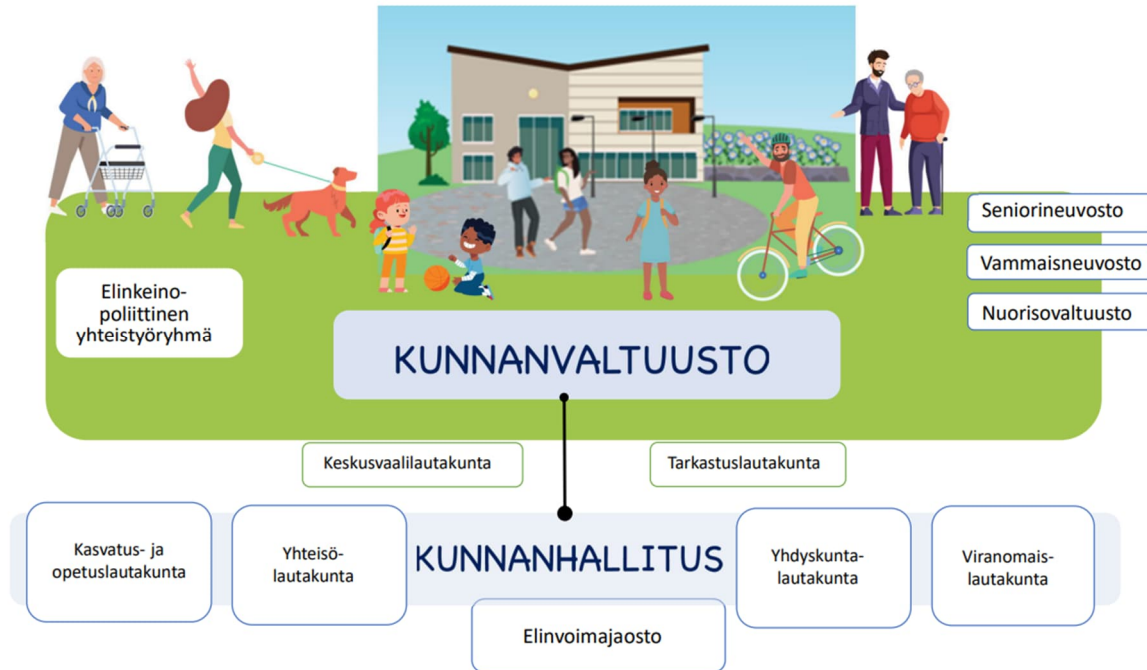 Seniorineuvosto
Vammaisneuvosto
Nuorisovaltuusto
Elinkeino-
poliittinen
yhteistyöryhmä
KUNNANVALTUUSTO
Keskusvaalilautakunta
Tarkastuslautakunta
Kasvatus- ja
opetuslautakunta
Yhteisö-
lautakunta
KUNNANHALLITUS
Yhdyskunta-
lautakunta
Viranomais-
lautakunta
Elinvoimajaosto